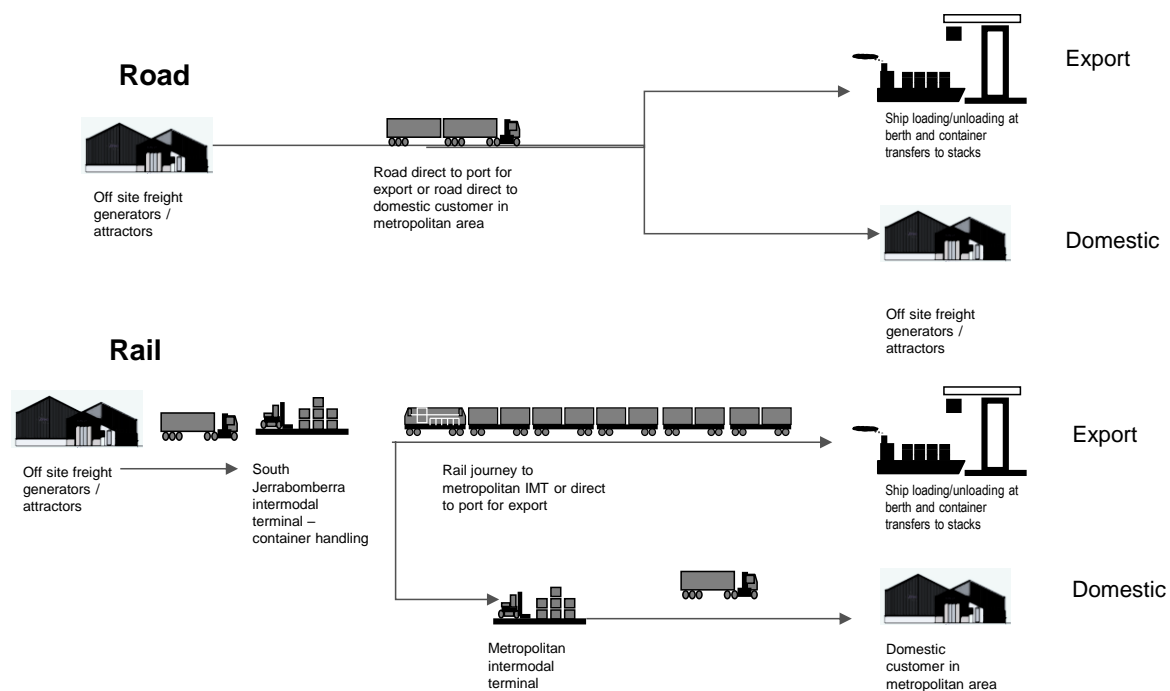 Road
Export
Ship loading/unloading at
berth and container
transfers to stacks
Off site freight
generators /
attractors
Road direct to port for
export or road direct to
domestic customer in
metropolitan area
Domestic
Off site freight
generators /
attractors
Rail
Off site freight
generators /
attractors
South
Jerrabomberra
intermodal
terminal –
container handling
Rail journey to
metropolitan IMT or direct
to port for export
Export
Ship loading/unloading at
berth and container
transfers to stacks
Metropolitan
intermodal
terminal
Domestic
Domestic
customer in
metropolitan area